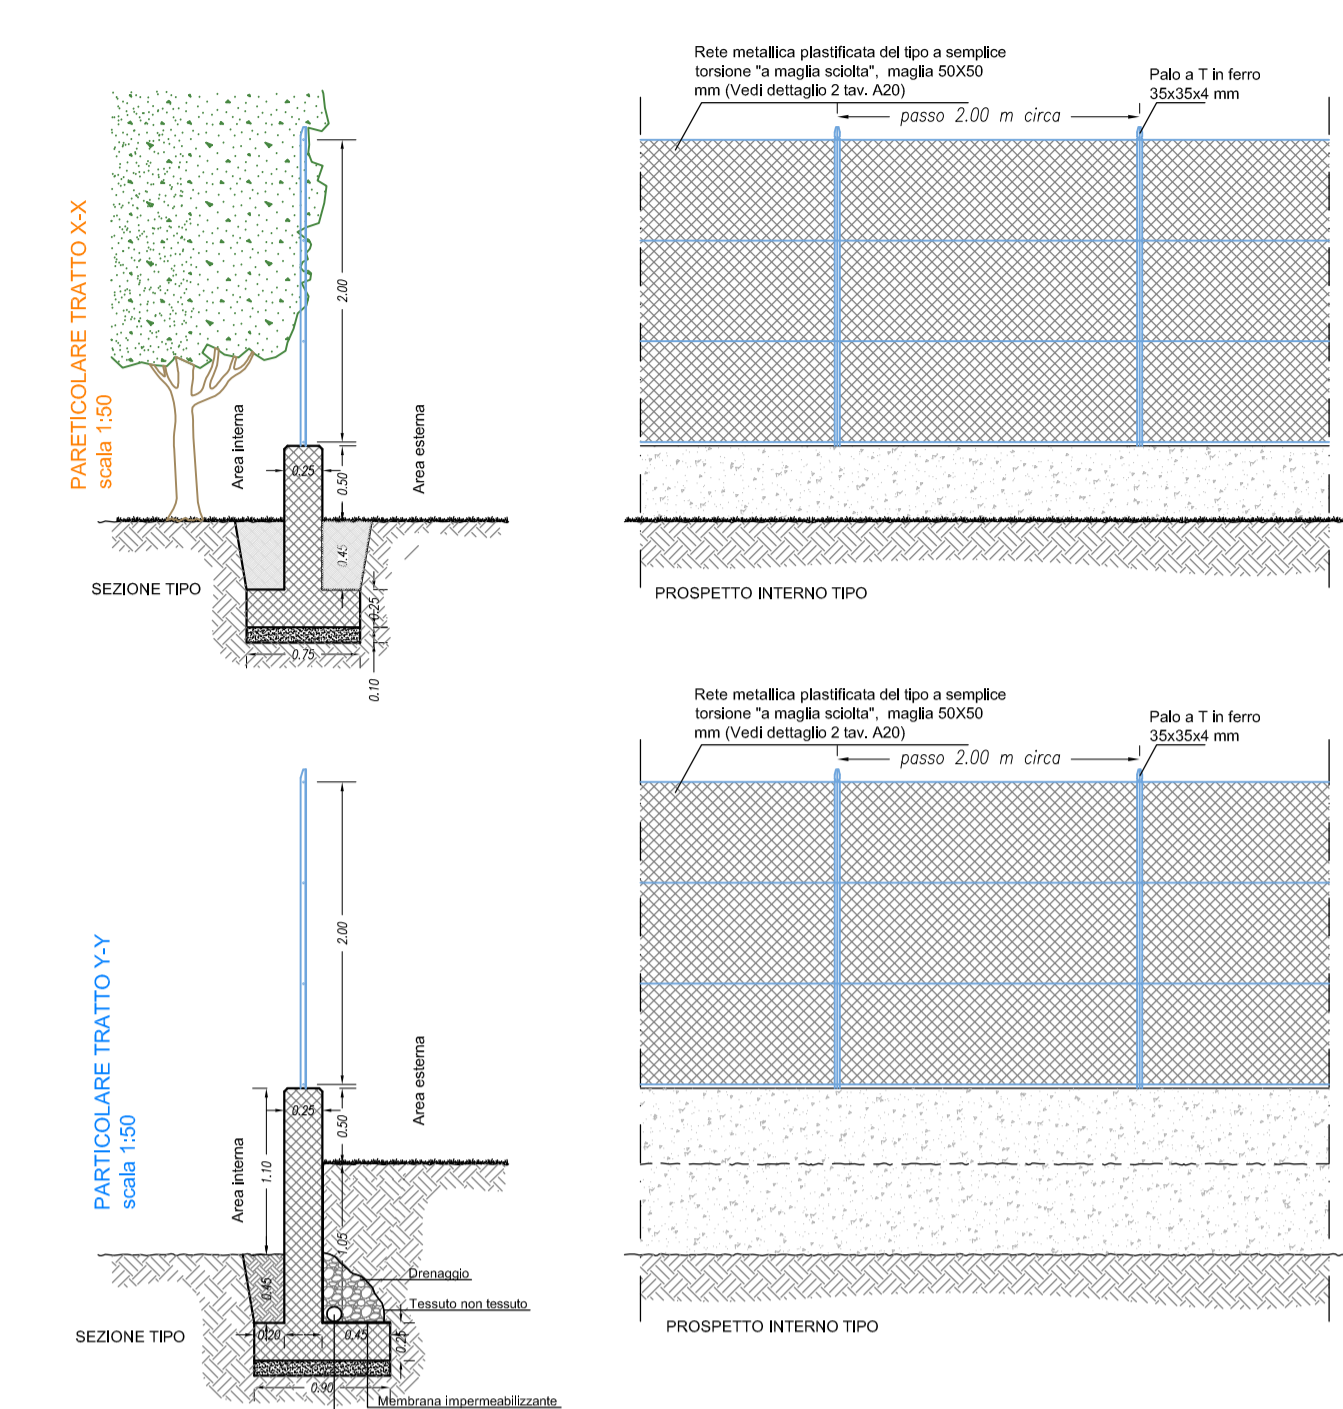 Rete metallica plastificata del tipo a semplice
torsione "a maglia sciolta", maglia 50X50
mm (Vedi dettaglio 2 tav. A20)
Palo a T in ferro
35x35x4 mm
passo 2.00 m circa
PARETICOLARE TRATTO X-X
scala 1:50
2.00
Area interna
Area esterna
0.25
0.50
0.45
SEZIONE TIPO
0.25
0.75
0.10
PROSPETTO INTERNO TIPO
Rete metallica plastificata del tipo a semplice
torsione "a maglia sciolta", maglia 50X50
mm (Vedi dettaglio 2 tav. A20)
Palo a T in ferro
35x35x4 mm
passo 2.00 m circa
PARTICOLARE TRATTO Y-Y
scala 1:50
2.00
Area interna
Area esterna
0.25
0.50
1.10
1.05
0.45
Drenaggio
Tessuto non tessuto
SEZIONE TIPO
0.20
0.45
0.25
0.90
Membrana impermeabilizzante
PROSPETTO INTERNO TIPO